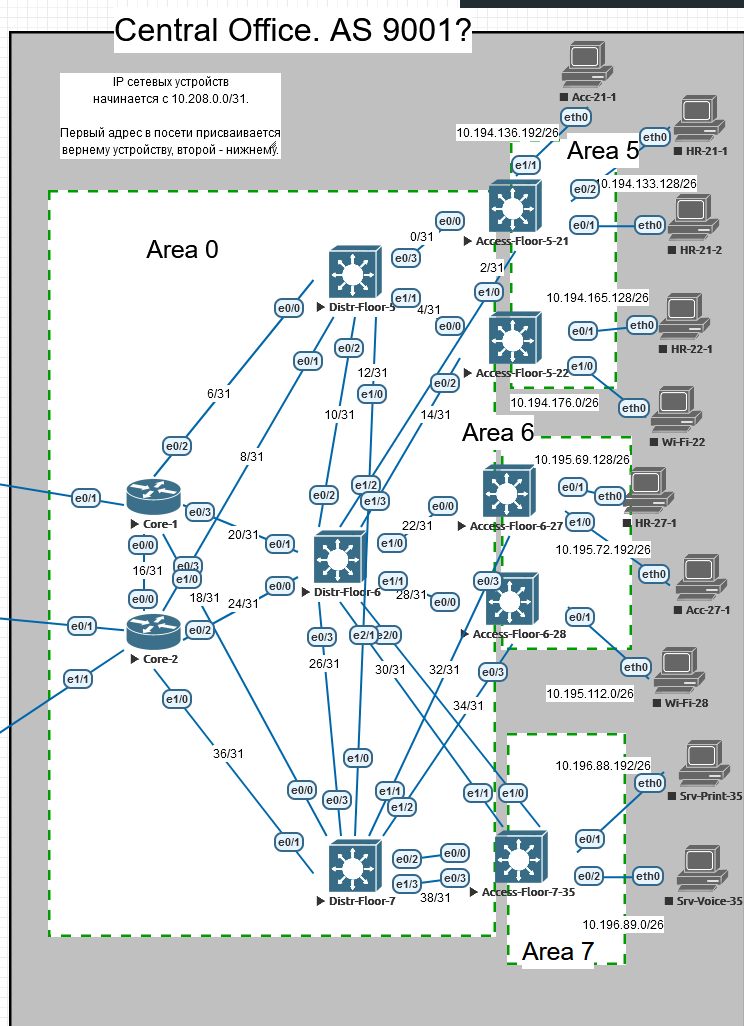 Central Office. AS 9001?
IP сетевых устройств
начинается с 10.208.0.0/31.
Первый адрес в посети присваивается
вернему устройству, второй - нижнему.
Area 0
Area 5
Acc-21-1
eth0
10.194.136.192/26
e1/1
eth0
HR-21-1
e0/2
10.194.133.128/26
Access-Floor-5-21
e0/0
0/31
e0/3
e0/1
eth0
HR-21-2
2/31
e1/0
Distr-Floor-5
e1/1
4/31
e0/0
10.194.165.128/26
e0/1
eth0
HR-22-1
Access-Floor-5-22
e1/0
10.194.176.0/26
eth0
Wi-Fi-22
e0/0
e0/1
e0/2
12/31
e1/0
e0/2
6/31
10/31
14/31
8/31
Area 6
e0/2
10.195.69.128/26
e0/1
eth0
HR-27-1
e0/1
Core-1
e0/3
e0/2
e1/2
e1/3
e0/0
22/31
Access-Floor-6-27
e1/0
10.195.72.192/26
20/31
e0/1
e1/0
e0/0
16/31
e0/3
e1/0
eth0
Acc-27-1
Distr-Floor-6
e0/0
e1/1
28/31
e0/0
e0/3
e0/0
18/31
24/31
e0/1
Core-2
e0/2
e0/3
e2/1
e2/0
Access-Floor-6-28
e0/1
eth0
Wi-Fi-28
10.195.112.0/26
e1/1
e1/0
26/31
30/31
32/31
e0/3
34/31
36/31
e0/0
e0/3
e1/0
e1/1
e1/2
e1/1
e1/0
10.196.88.192/26
eth0
Srv-Print-35
e0/1
e0/1
Distr-Floor-7
e0/2
e0/0
e1/3
e0/3
38/31
Access-Floor-7-35
e0/2
eth0
Srv-Voice-35
10.196.89.0/26
Area 7